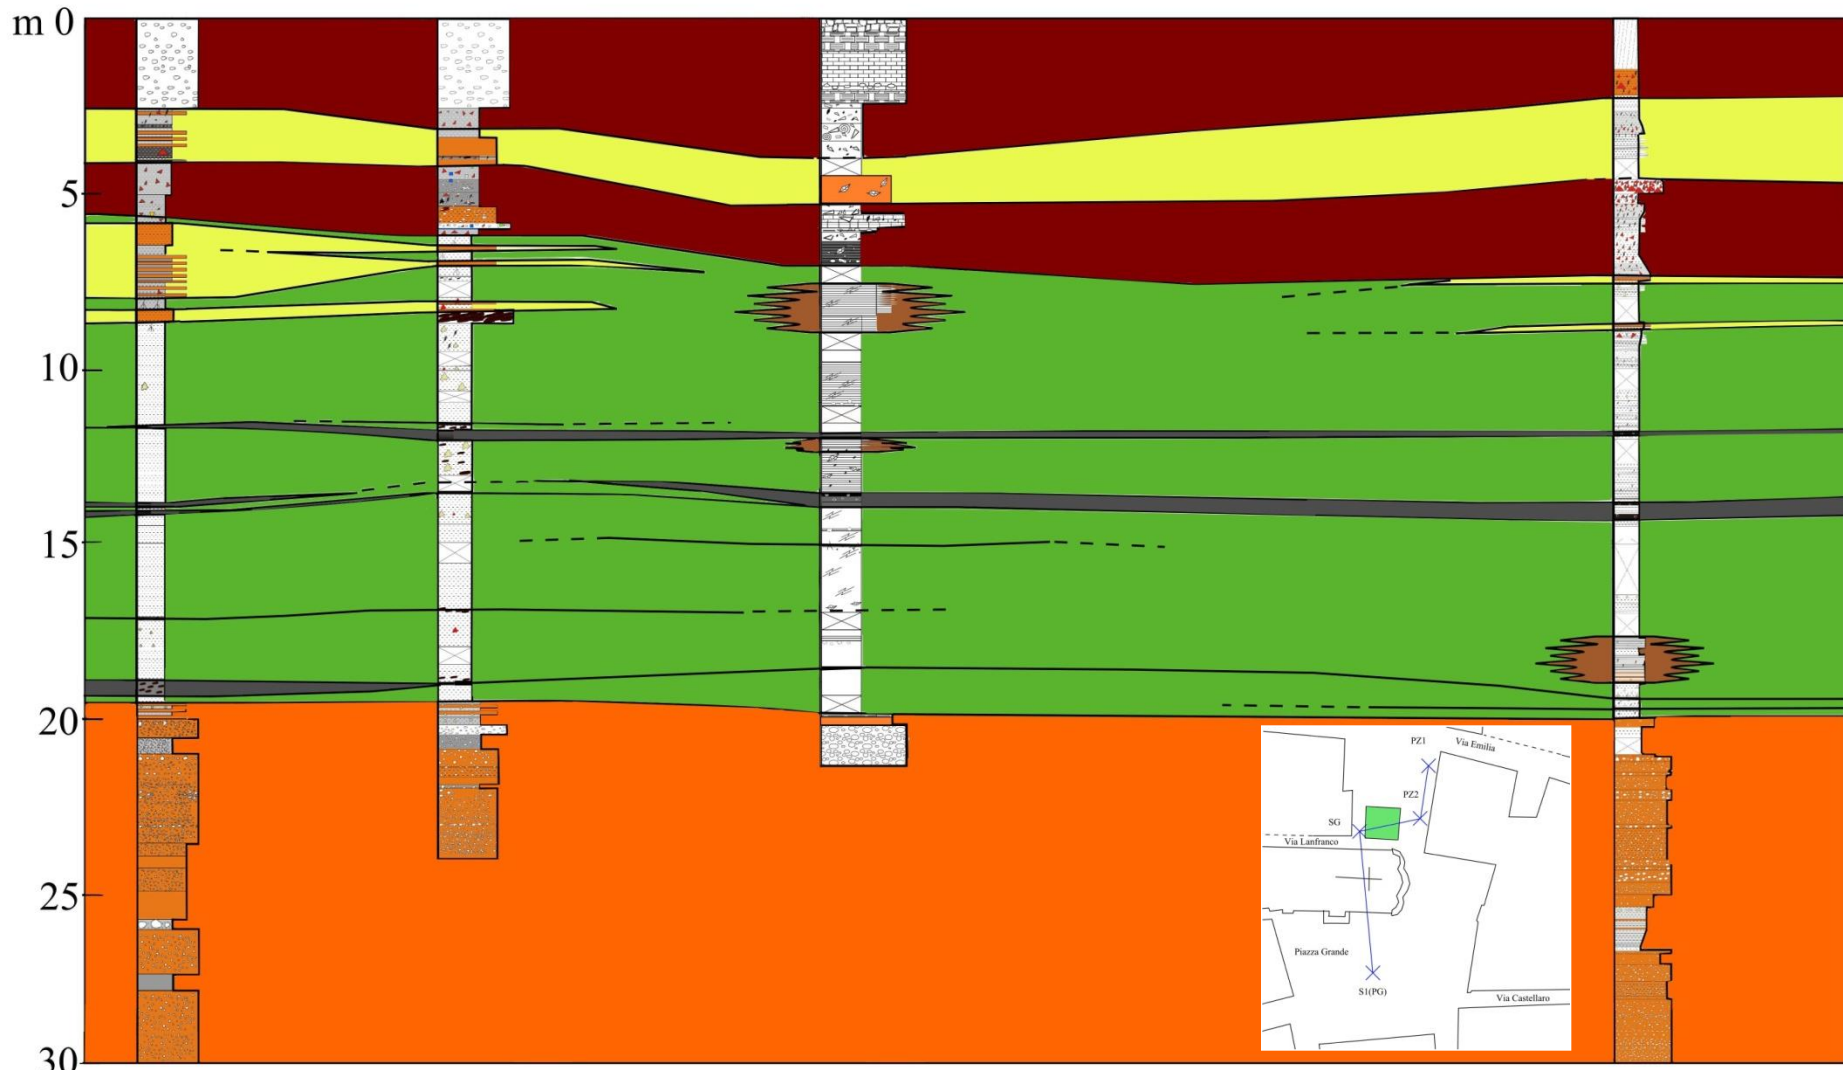 m 0
5
10
15
20
25
30
PZ1
Via Emilia
PZ2
SG
Via Lanfranco
Piazza Grande
S1(PG)
Via Castellaro